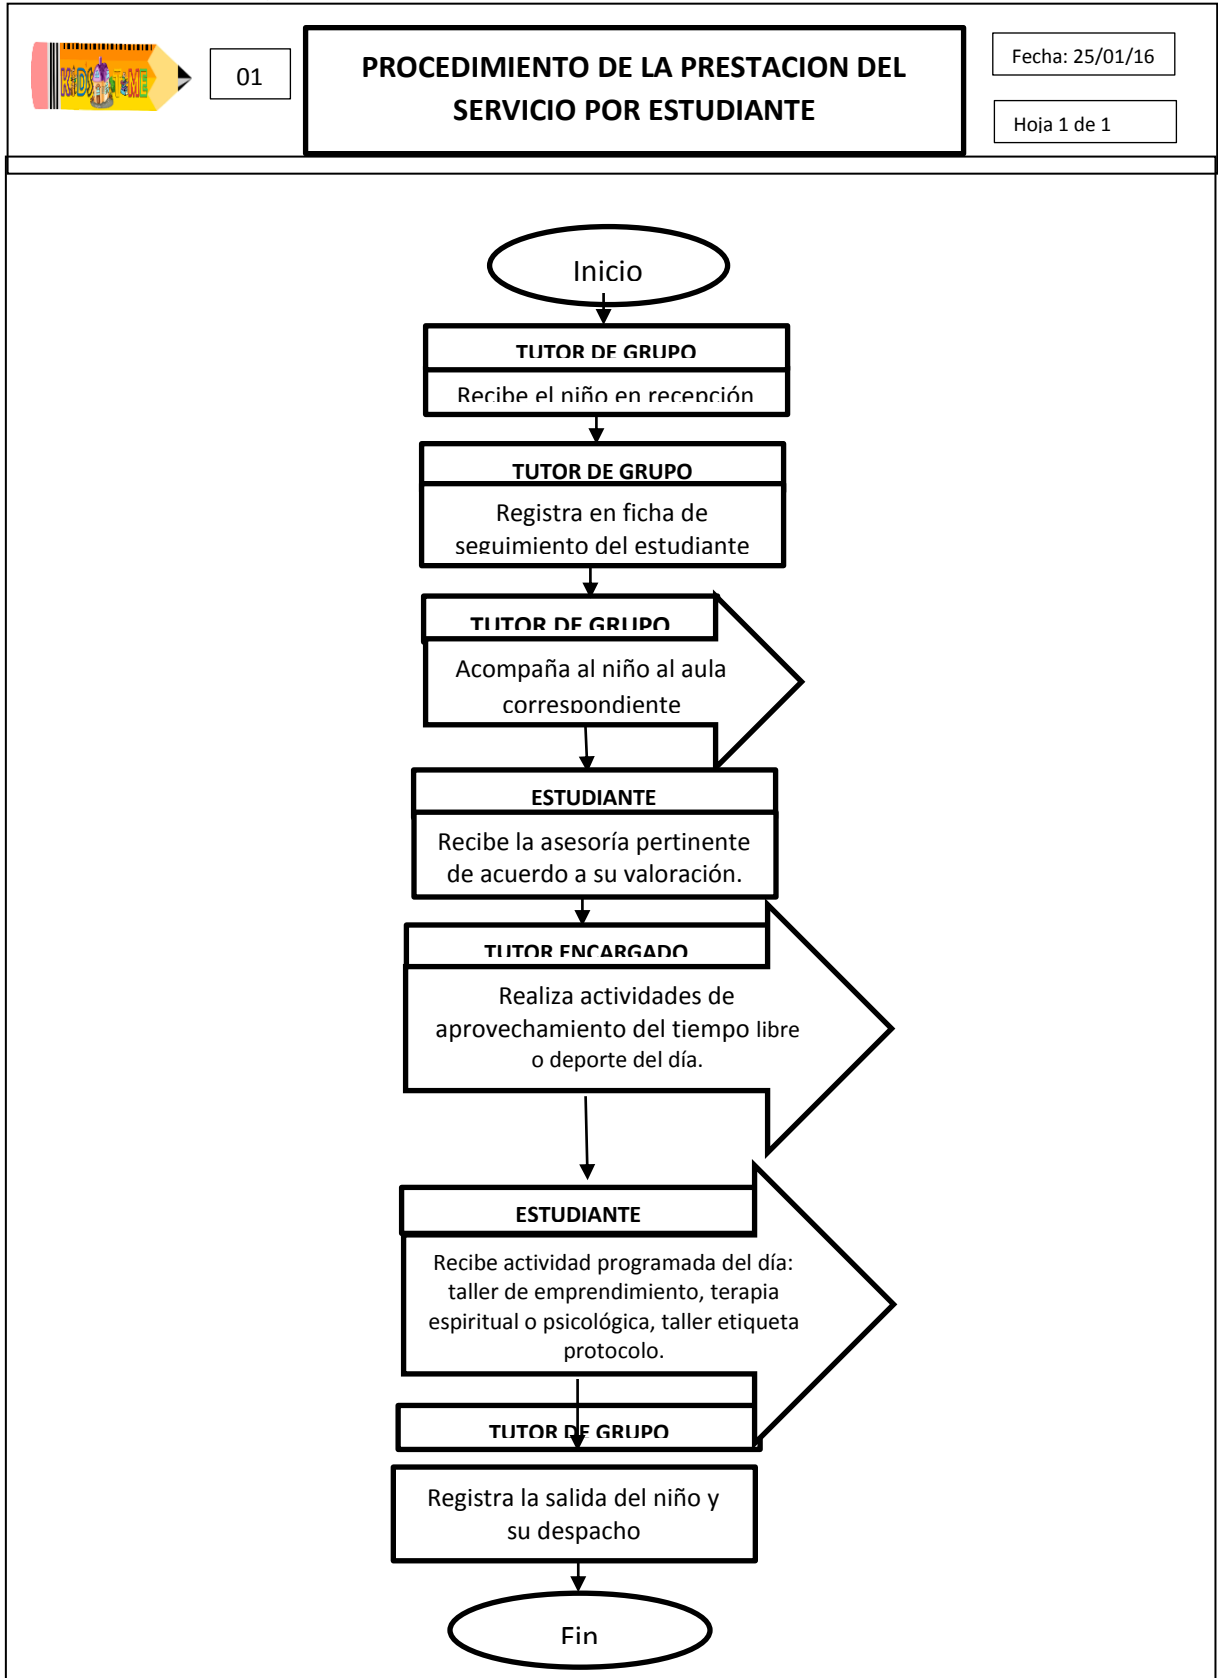 KIDS TIME
01
PROCEDIMIENTO DE LA PRESTACION DEL
SERVICIO POR ESTUDIANTE
Fecha: 25/01/16
Hoja 1 de 1
Inicio
TUTOR DE GRUPO
Recibe el niño en recepción
TUTOR DE GRUPO
Registra en ficha de
seguimiento del estudiante
TUTOR DE GRUPO
Acompaña al niño al aula
correspondiente
ESTUDIANTE
Recibe la asesoría pertinente
de acuerdo a su valoración.
TUTOR ENCARGADO
Realiza actividades de
aprovechamiento del tiempo libre
o deporte del día.
ESTUDIANTE
Recibe actividad programada del día:
taller de emprendimiento, terapia
espiritual o psicológica, taller etiqueta
protocolo.
TUTOR DE GRUPO
Registra la salida del niño y
su despacho
Fin